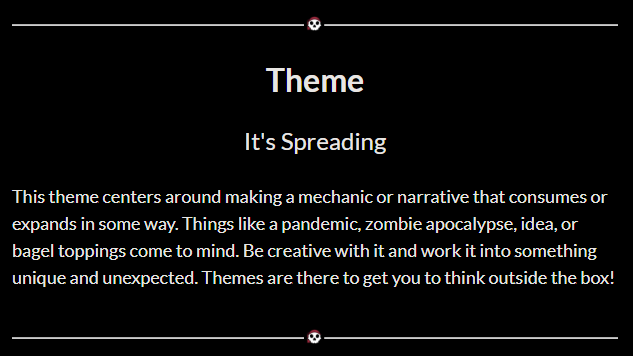 Theme
It's Spreading
This theme centers around making a mechanic or narrative that consumes or
expands in some way. Things like a pandemic, zombie apocalypse, idea, or
bagel toppings come to mind. Be creative with it and work it into something
unique and unexpected. Themes are there to get you to think outside the box!